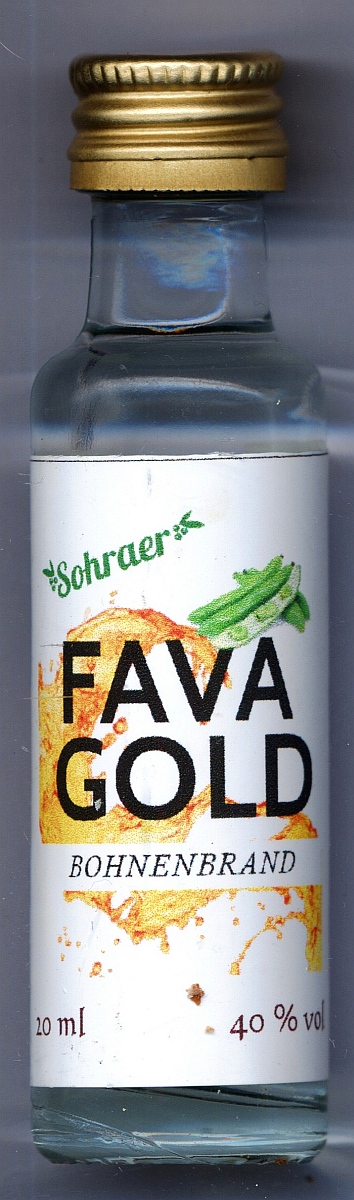 Sohraer
FAVA
GOLD
BOHNENBRAND
20 ml 40 % vol